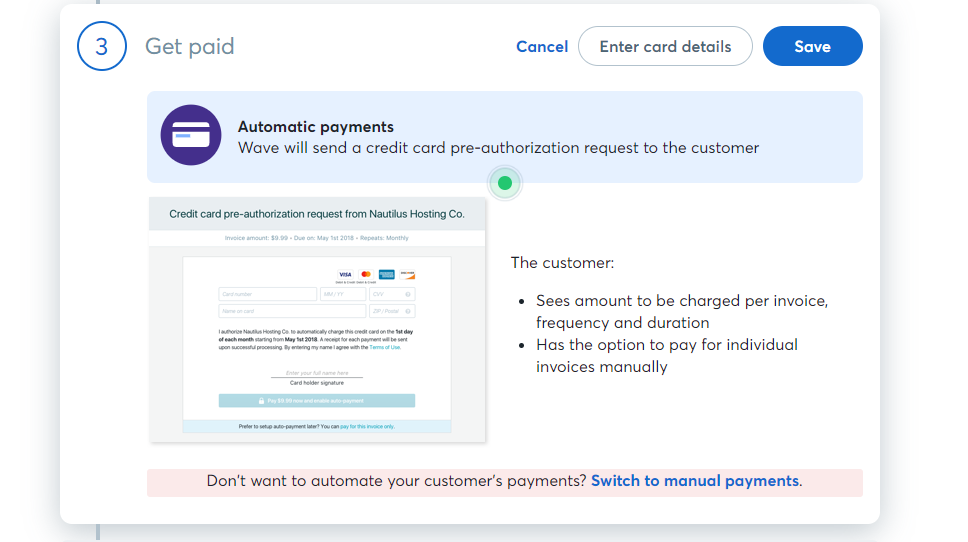 3
Get paid
Cancel
Enter card details
Save
Automatic payments
Wave will send a credit card pre-authorization request to the customer
Credit card pre-authorization request from Nautilus Hosting Co.
Invoice amount: $9.99 • Due on: May 1st 2018 • Repeats: Monthly
VISA
Card number
MM / YY
CVV
Name on card
ZIP / Postal
I authorize Nautilus Hosting Co. to automatically charge this credit card on the 1st day
of each month starting from May 1st 2018. A receipt for each payment will be sent
upon successful processing. By entering my name I agree with the Terms of Use.
Enter your full name here
Card holder signature
Pay $9.99 now and enable auto-payment
Prefer to setup auto-payment later? You can pay for this invoice only.
The customer:
• Sees amount to be charged per invoice,
frequency and duration
• Has the option to pay for individual
invoices manually
Don't want to automate your customer's payments? Switch to manual payments.